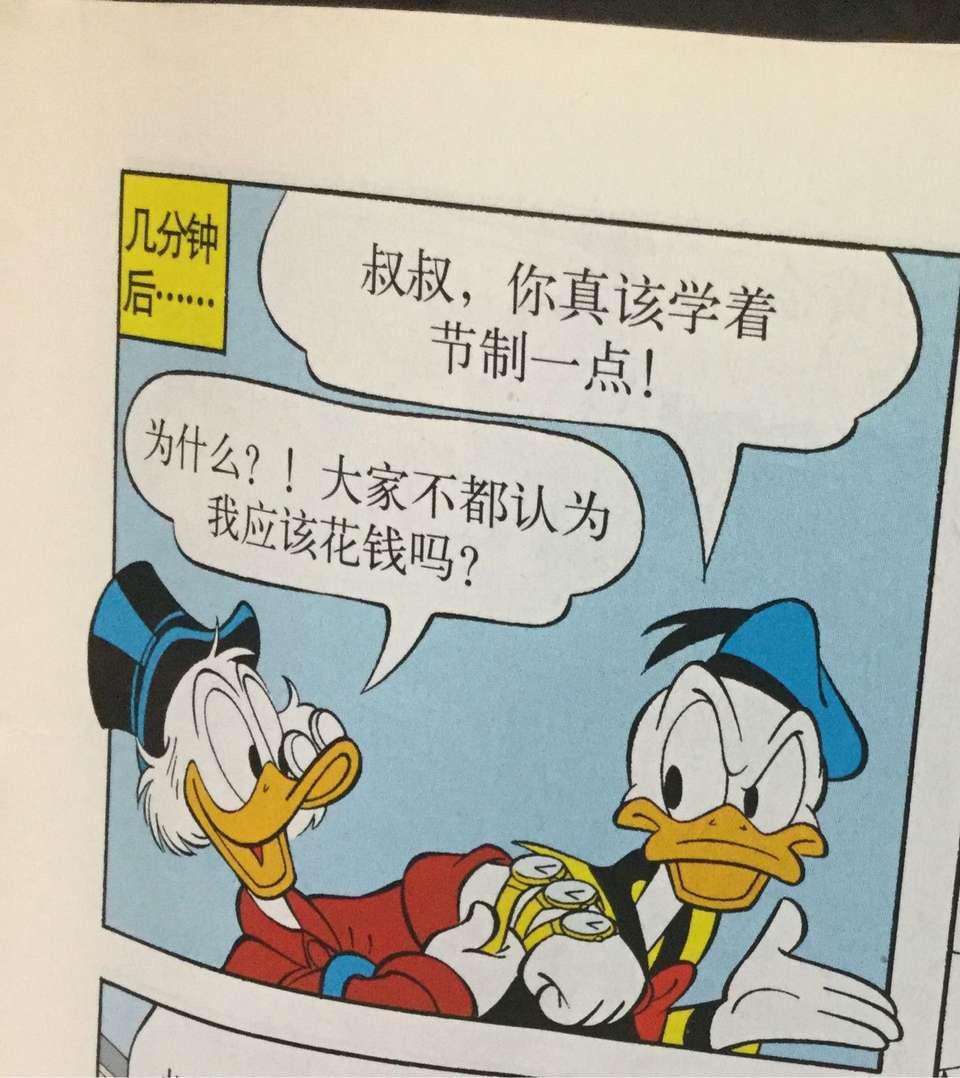 几分钟
后……
叔叔，你真该学着
节制一点！
为什么？！大家不都认为
我应该花钱吗？